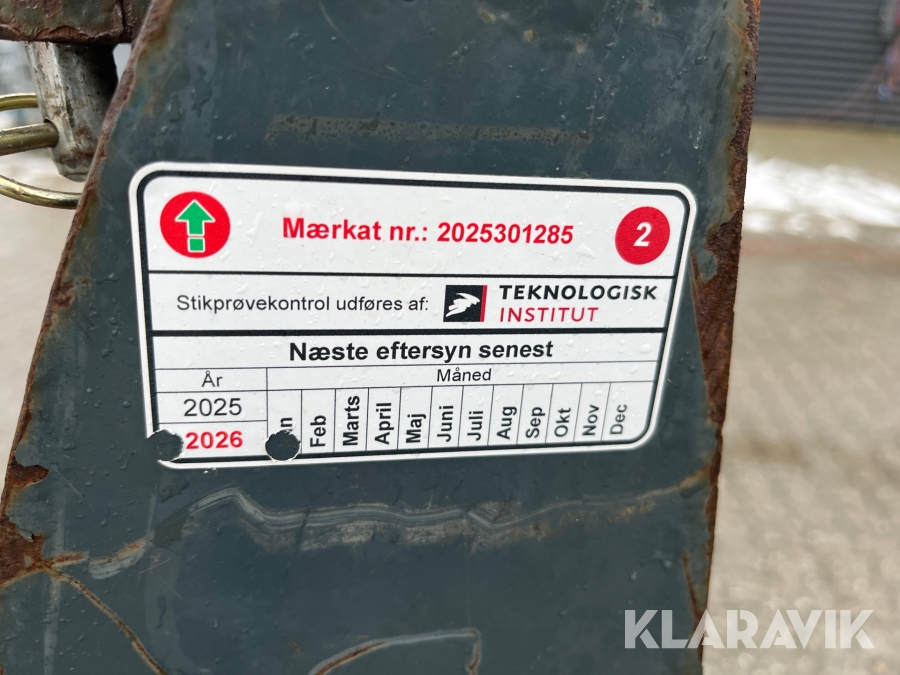 Mærkat nr.: 2025301285
2
Stikprøvekontrol udføres af: TEKNOLOGISK
INSTITUT
Næste eftersyn senest
År Måned
2025
2026
Feb Marts April Maj Juni Juli Aug Sep Okt Nov Dec
KLARAVIK